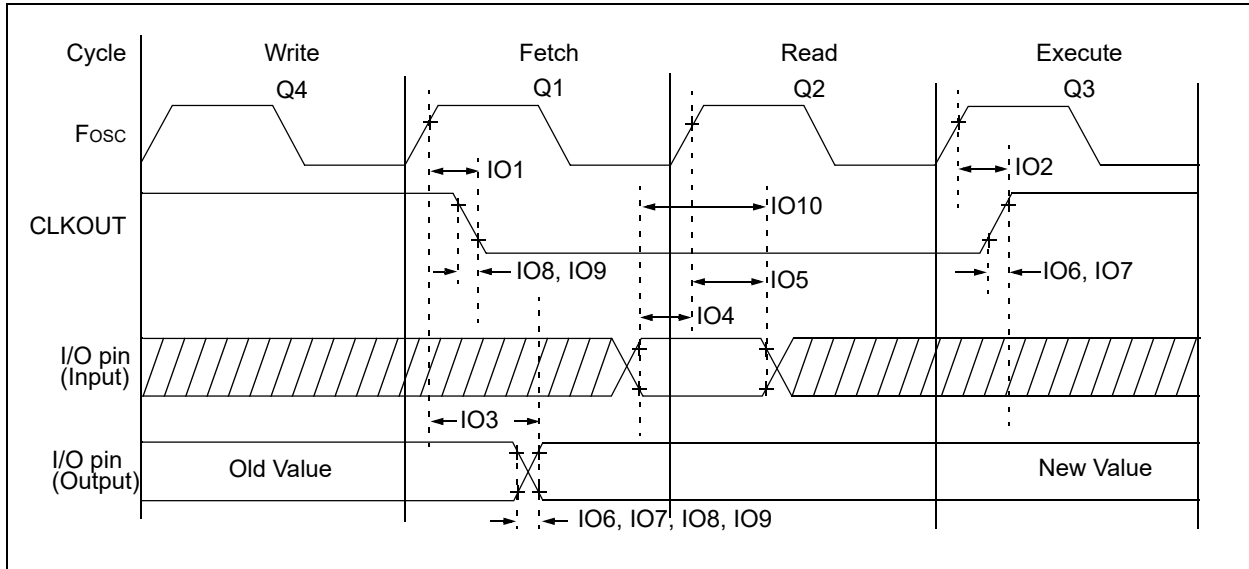 Cycle Write Fetch Read Execute
Q4 Q1 Q2 Q3
Fosc
IO1 IO2
IO10
CLKOUT
IO8, IO9 IO6, IO7
IO5
IO4
I/O pin
(Input)
IO3
I/O pin
(Output)
Old Value New Value
IO6, IO7, IO8, IO9